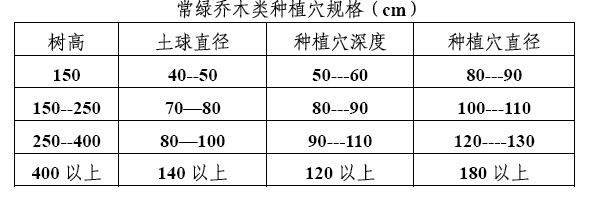 常绿乔木类种植穴规格（cm）
树高 土球直径 种植穴深度 种植穴直径
150 40--50 50---60 80---90
150--250 70—80 80---90 100---110
250--400 80—100 90---110 120----130
400 以上 140 以上 120 以上 180 以上